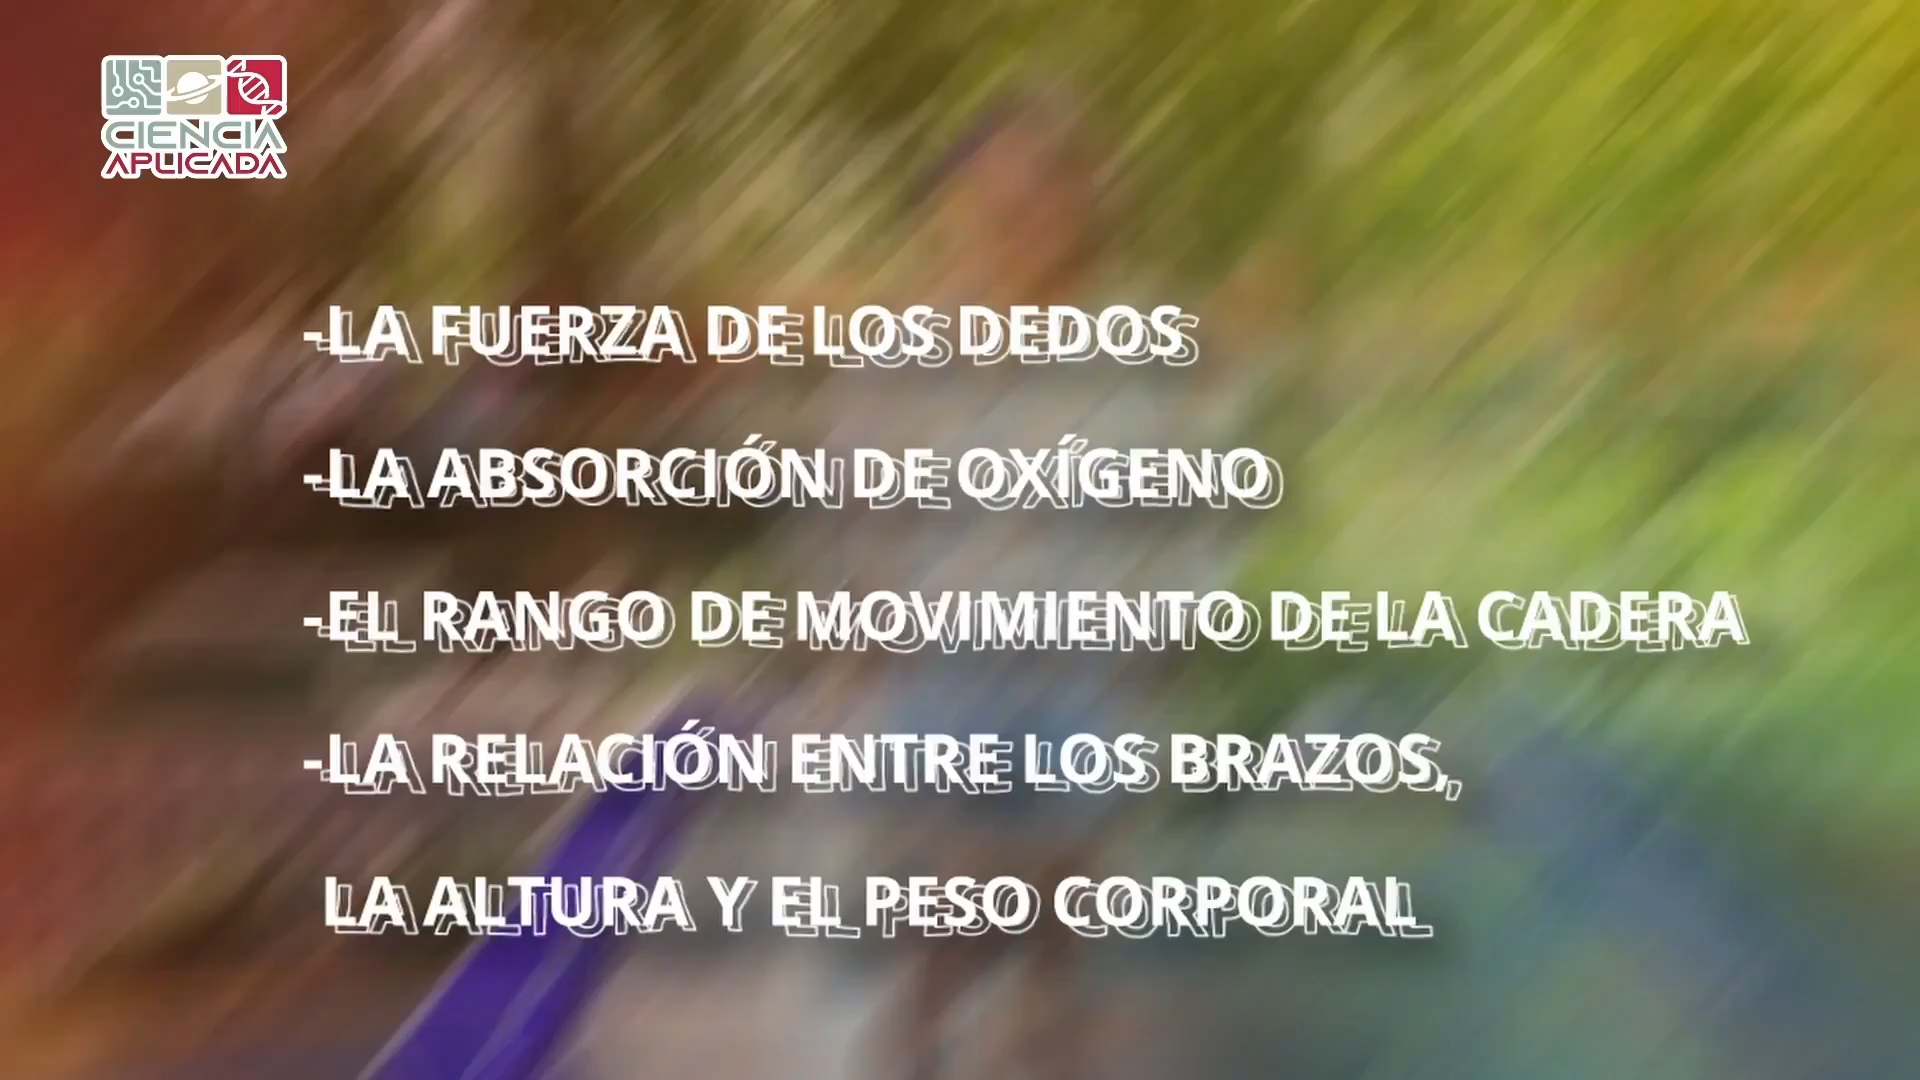 CIENCIA
APLICADA
-LA FUERZA DE LOS DEDOS
-LA ABSORCIÓN DE OXÍGENO
-EL RANGO DE MOVIMIENTO DE LA CADERA
-LA RELACIÓN ENTRE LOS BRAZOS,
LA ALTURA Y EL PESO CORPORAL